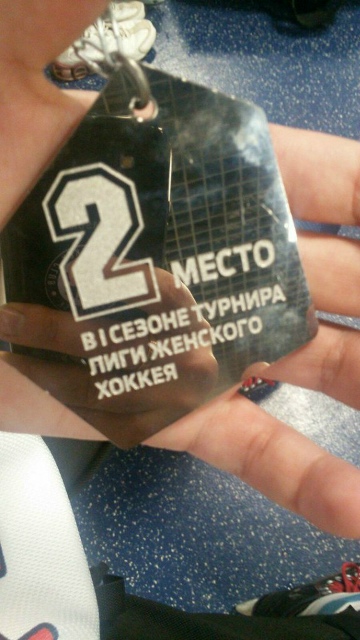 2 МЕСТО
В I СЕЗОНЕ ТУРНИРА
ЛИГИ ЖЕНСКОГО
ХОККЕЯ